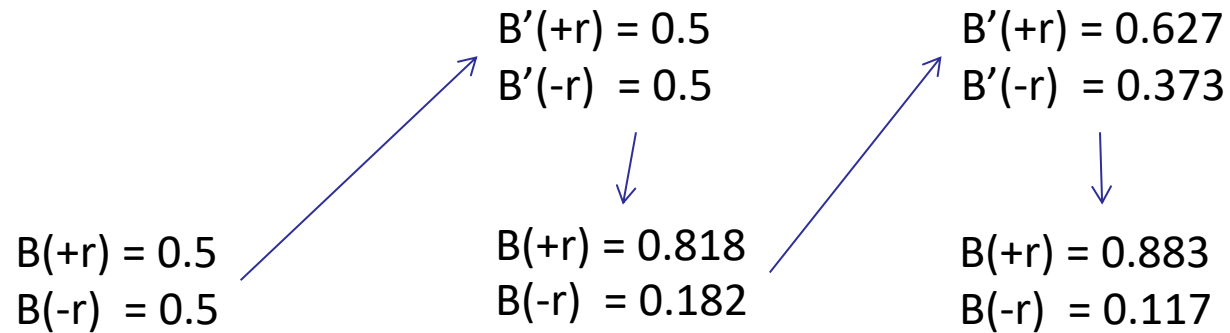 B’(+r) = 0.5
B’(-r) = 0.5
B’(+r) = 0.627
B’(-r) = 0.373
B(+r) = 0.5
B(-r) = 0.5
B(+r) = 0.818
B(-r) = 0.182
B(+r) = 0.883
B(-r) = 0.117